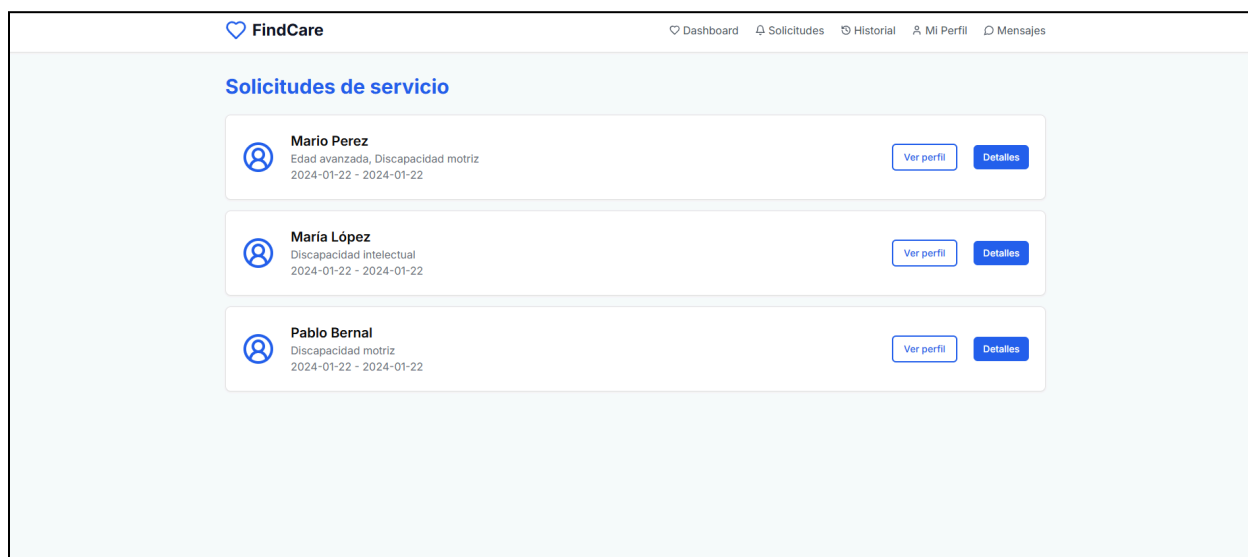 FindCare
Dashboard Solicitudes Historial Mi Perfil Mensajes
Solicitudes de servicio
Mario Perez
Edad avanzada, Discapacidad motriz
2024-01-22 - 2024-01-22
Ver perfil Detalles
María López
Discapacidad intelectual
2024-01-22 - 2024-01-22
Ver perfil Detalles
Pablo Bernal
Discapacidad motriz
2024-01-22 - 2024-01-22
Ver perfil Detalles